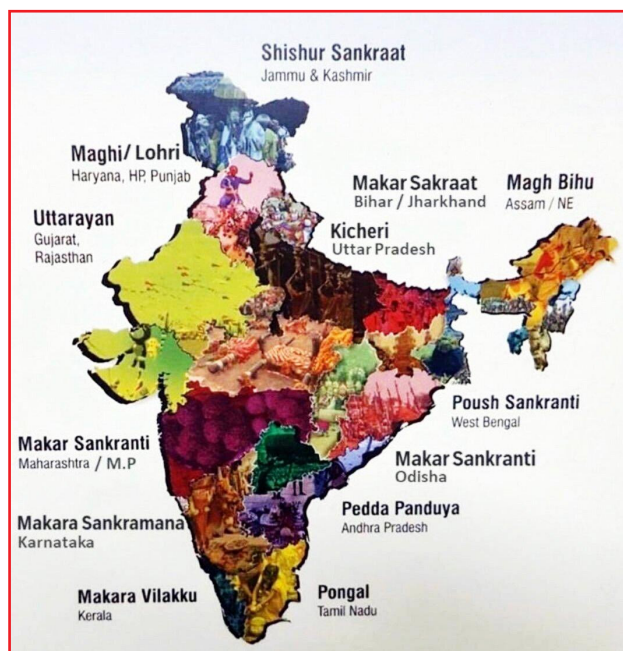 Shishur Sankraat
Jammu & Kashmir
Maghi/ Lohri
Haryana, HP, Punjab
Makar Sakraat
Bihar / Jharkhand
Magh Bihu
Assam / NE
Uttarayan
Gujarat,
Rajasthan
Kicheri
Uttar Pradesh
Poush Sankranti
West Bengal
Makar Sankranti
Maharashtra / M.P
Makar Sankranti
Odisha
Pedda Panduya
Andhra Pradesh
Makara Sankramana
Karnataka
Makara Vilakku
Kerala
Pongal
Tamil Nadu